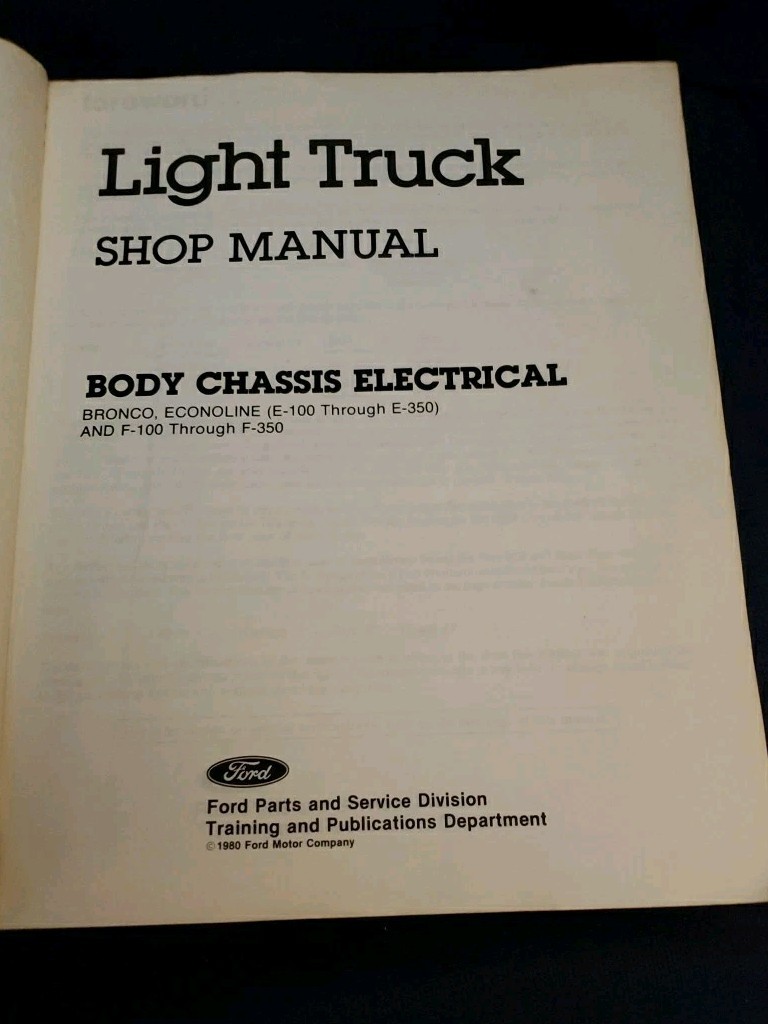 Light Truck
SHOP MANUAL
BODY CHASSIS ELECTRICAL
BRONCO, ECONOLINE (E-100 Through E-350)
AND F-100 Through F-350
Ford
Ford Parts and Service Division
Training and Publications Department
©1980 Ford Motor Company